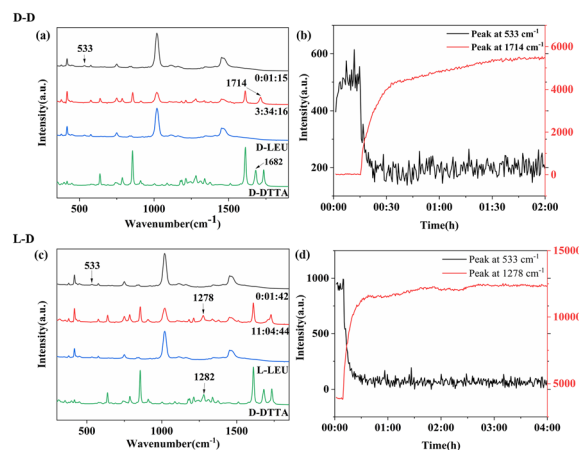 D-D
(a)
533
0:01:15
1714
3:34:16
D-LEU
1682
D-DTTA
Intensity(a.u.)
500 1000 1500
Wavenumber(cm-1)
(b)
Peak at 533 cm-1
Peak at 1714 cm-1
600
400
200
0
Intensity(a.u.)
6000
4000
2000
0
00:00 00:30 01:00 01:30 02:00
Time(h)
L-D
(c)
533
0:01:42
1278
11:04:44
L-LEU
1282
D-DTTA
Intensity(a.u.)
500 1000 1500
Wavenumber(cm-1)
(d)
Peak at 533 cm-1
Peak at 1278 cm-1
1000
500
0
Intensity(a.u.)
15000
10000
5000
00:00 01:00 02:00 03:00 04:00
Time(h)